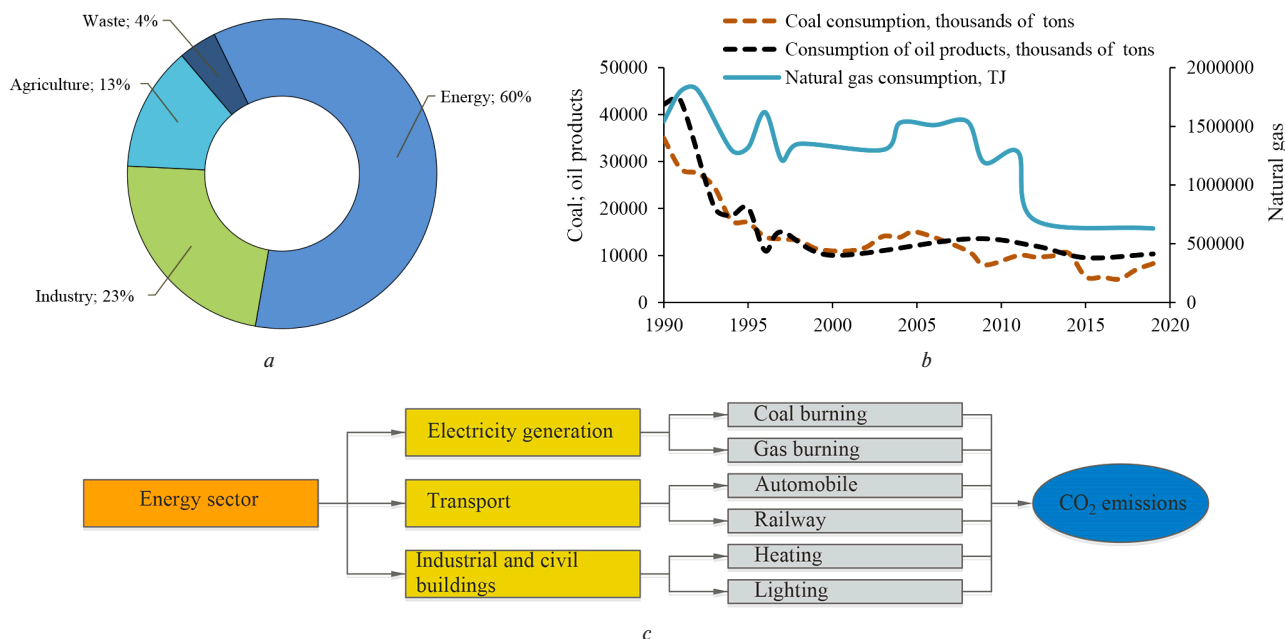 Waste; 4%
Agriculture; 13%
Energy; 60%
Industry; 23%
a
Coal consumption, thousands of tons
Consumption of oil products, thousands of tons
Natural gas consumption, TJ
Coal; oil products
50000
40000
30000
20000
10000
0
2000000
1500000
1000000
500000
0
Natural gas
1990 1995 2000 2005 2010 2015 2020
b
Energy sector
Electricity generation
Transport
Industrial and civil
buildings
Coal burning
Gas burning
Automobile
Railway
Heating
Lighting
CO₂ emissions
c